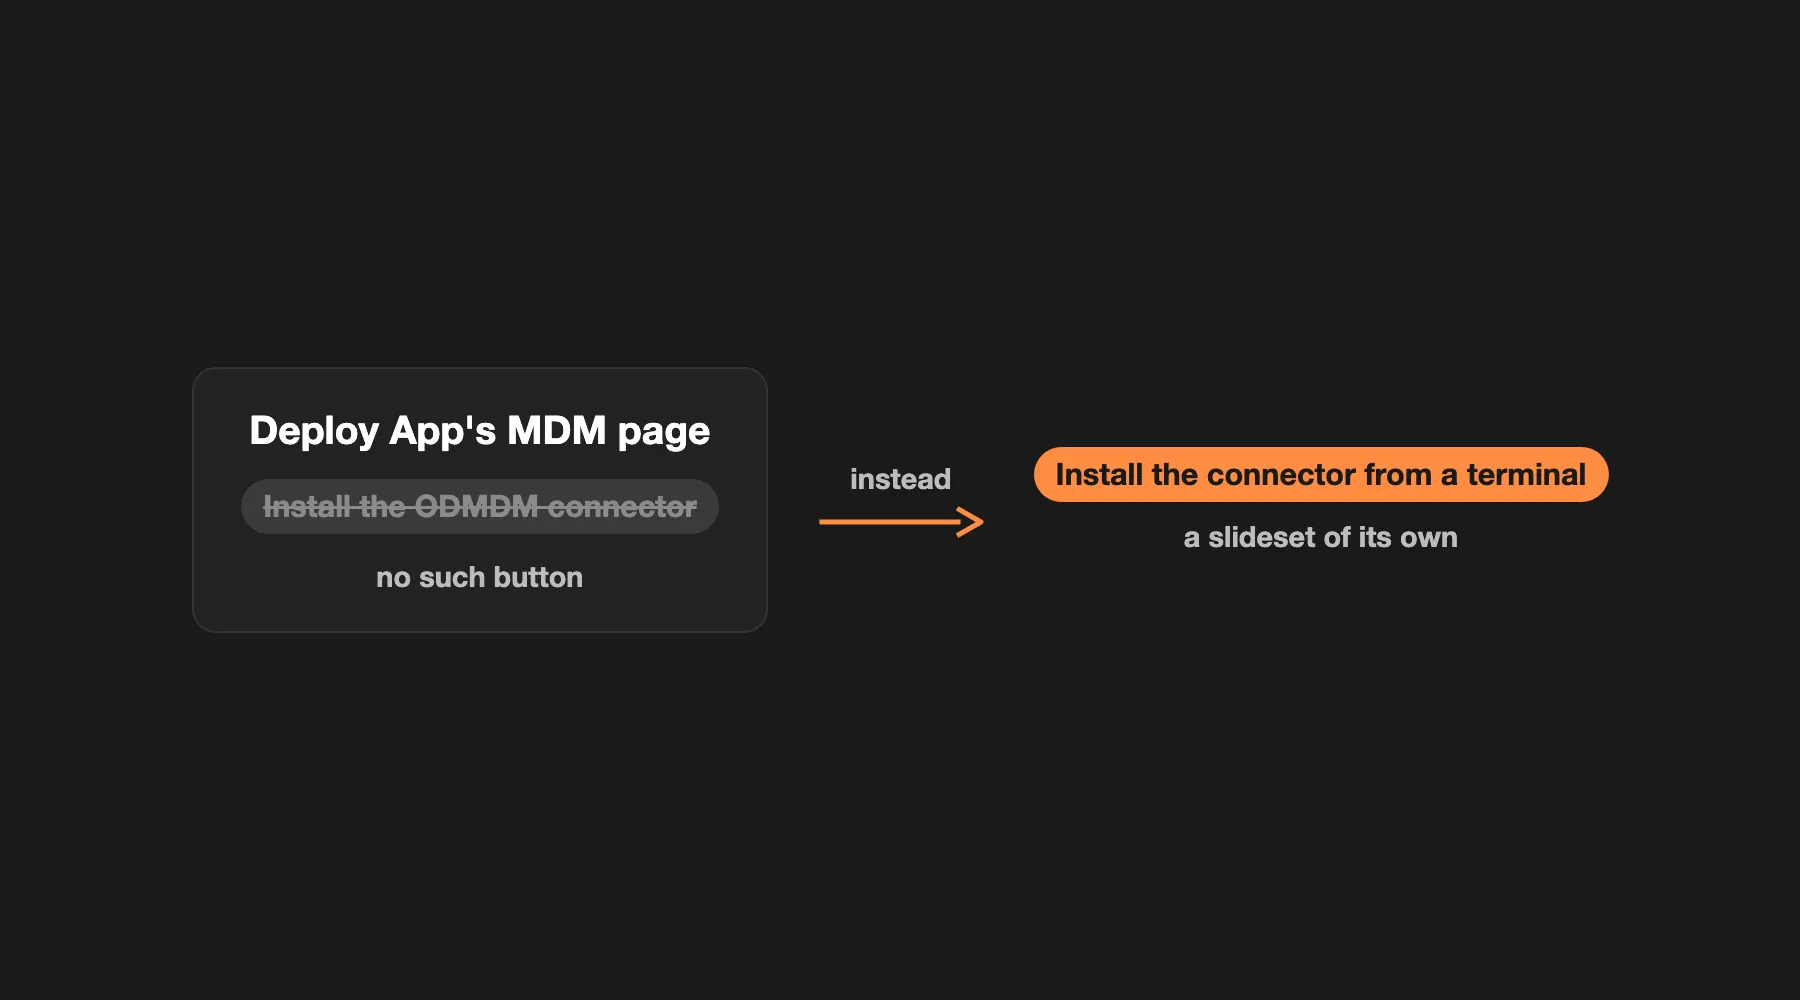 Deploy App's MDM page
Install the ODMDM connector
no such button
instead
Install the connector from a terminal
a slideset of its own